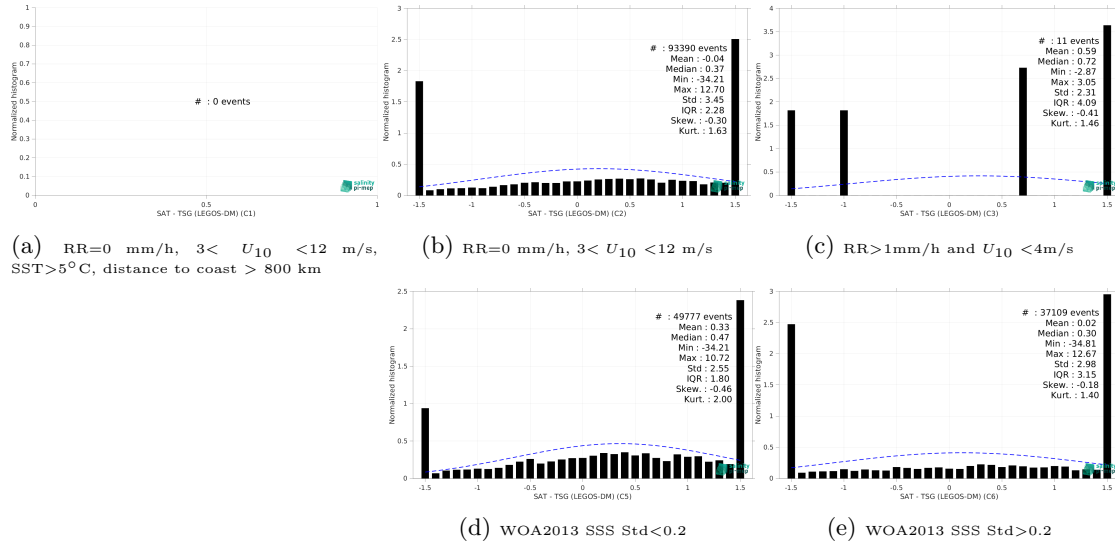 1
0.9
0.8
0.7
0.6
0.5
0.4
0.3
0.2
0.1
0
Normalized histogram
# : 0 events
salinity
pi-mep
0 0.5 1
SAT - TSG (LEGOS-DM) (C1)
(a) RR=0 mm/h, 3< U10 <12 m/s,
SST>5°C, distance to coast > 800 km
3
2.5
2
1.5
1
0.5
0
Normalized histogram
# : 93390 events
Mean : -0.04
Median : 0.37
Min : -34.21
Max : 12.70
Std : 3.45
IQR : 2.28
Skew. : -0.30
Kurt. : 1.63
salinity
pi-mep
-1.5 -1 -0.5 0 0.5 1 1.5
SAT - TSG (LEGOS-DM) (C2)
(b) RR=0 mm/h, 3< U10 <12 m/s
4
3.5
3
2.5
2
1.5
1
0.5
0
Normalized histogram
# : 11 events
Mean : 0.59
Median : 0.72
Min : -2.87
Max : 3.05
Std : 2.31
IQR : 4.09
Skew. : -0.41
Kurt. : 1.46
salinity
pi-mep
-1.5 -1 -0.5 0 0.5 1 1.5
SAT - TSG (LEGOS-DM) (C3)
(c) RR>1mm/h and U10 <4m/s
2.5
2
1.5
1
0.5
0
Normalized histogram
# : 49777 events
Mean : 0.33
Median : 0.47
Min : -34.21
Max : 10.72
Std : 2.55
IQR : 1.80
Skew. : -0.46
Kurt. : 2.00
salinity
pi-mep
-1.5 -1 -0.5 0 0.5 1 1.5
SAT - TSG (LEGOS-DM) (C5)
(d) WOA2013 SSS Std<0.2
3
2.5
2
1.5
1
0.5
0
Normalized histogram
# : 37109 events
Mean : 0.02
Median : 0.30
Min : -34.81
Max : 12.67
Std : 2.98
IQR : 3.15
Skew. : -0.18
Kurt. : 1.40
salinity
pi-mep
-1.5 -1 -0.5 0 0.5 1 1.5
SAT - TSG (LEGOS-DM) (C6)
(e) WOA2013 SSS Std>0.2